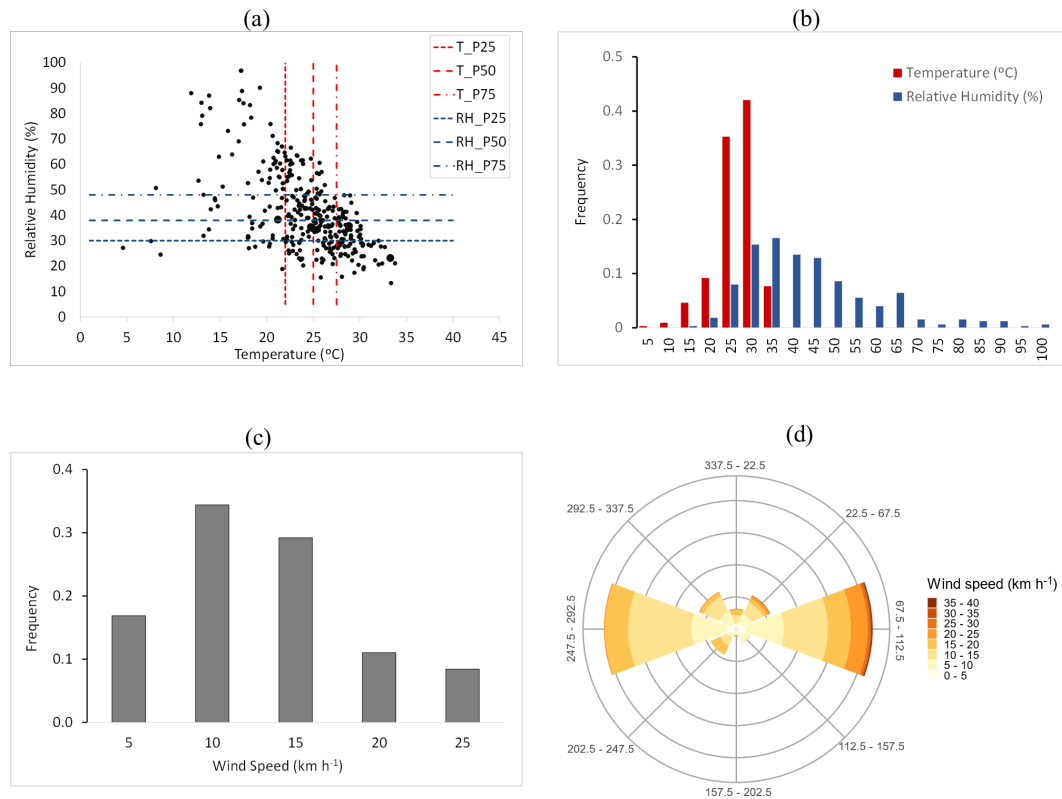 (a)
T_P25
T_P50
T_P75
RH_P25
RH_P50
RH_P75
Relative Humidity (%)
100
90
80
70
60
50
40
30
20
10
0
0 5 10 15 20 25 30 35 40 45
Temperature (ºC)
(b)
Temperature (ºC)
Relative Humidity (%)
Frequency
0.5
0.4
0.3
0.2
0.1
0
5 10 15 20 25 30 35 40 45 50 55 60 65 70 75 80 85 90 95 100
(c)
Frequency
0.4
0.3
0.2
0.1
0.0
5 10 15 20 25
Wind Speed (km h⁻¹)
(d)
337.5 - 22.5
22.5 - 67.5
67.5 - 112.5
112.5 - 157.5
157.5 - 202.5
202.5 - 247.5
247.5 - 292.5
292.5 - 337.5
Wind speed (km h⁻¹)
35 - 40
30 - 35
25 - 30
20 - 25
15 - 20
10 - 15
5 - 10
0 - 5